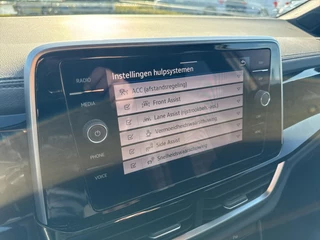 RADIO
MEDIA
PHONE
VOICE
Instellingen hulpsystemen
ACC (afstandsregeling)
Front Assist
Lane Assist
Side Assist